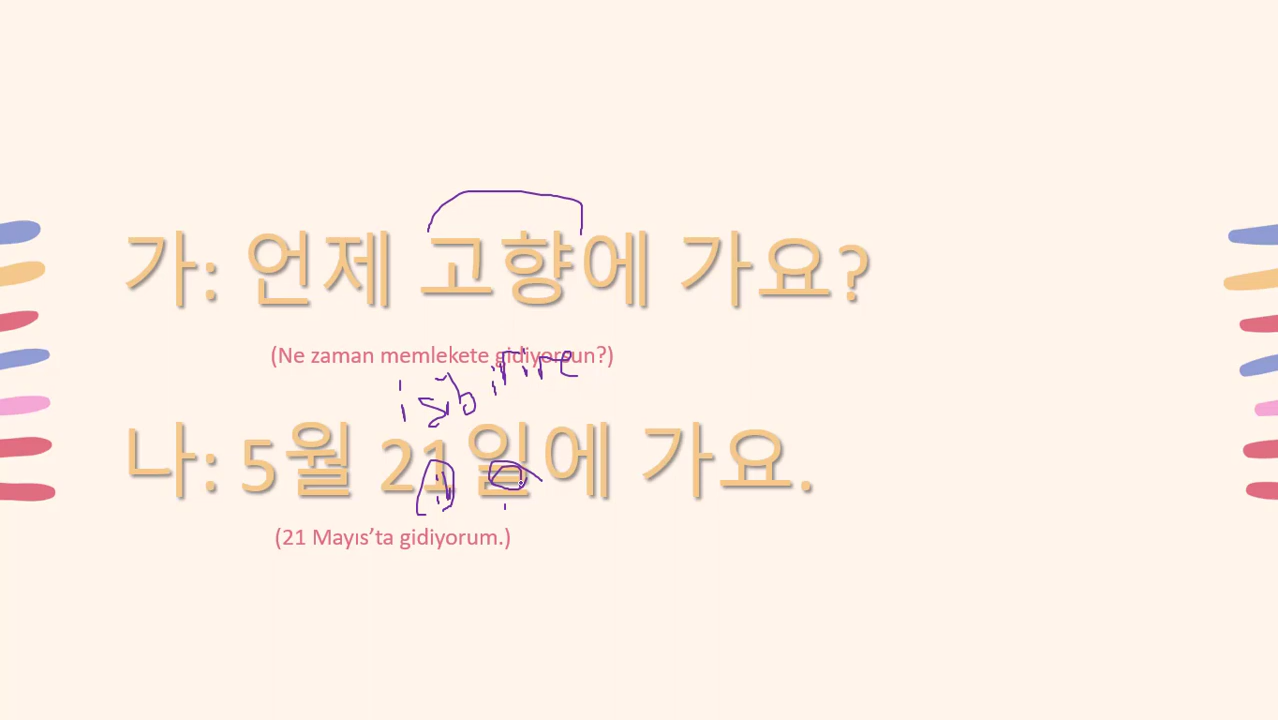 가: 언제 고향에 가요?
(Ne zaman memlekete gidiyorsun?)
나: 5월 21일에 가요.
(21 Mayıs’ta gidiyorum.)